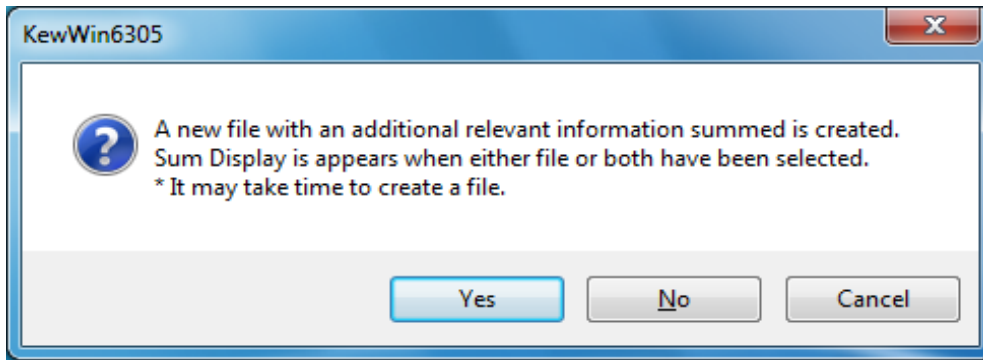 KewWin6305
A new file with an additional relevant information summed is created.
Sum Display is appears when either file or both have been selected.
* It may take time to create a file.
Yes
No
Cancel